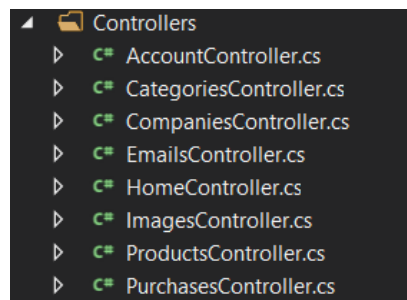 Controllers
C# AccountController.cs
C# CategoriesController.cs
C# CompaniesController.cs
C# EmailsController.cs
C# HomeController.cs
C# ImagesController.cs
C# ProductsController.cs
C# PurchasesController.cs